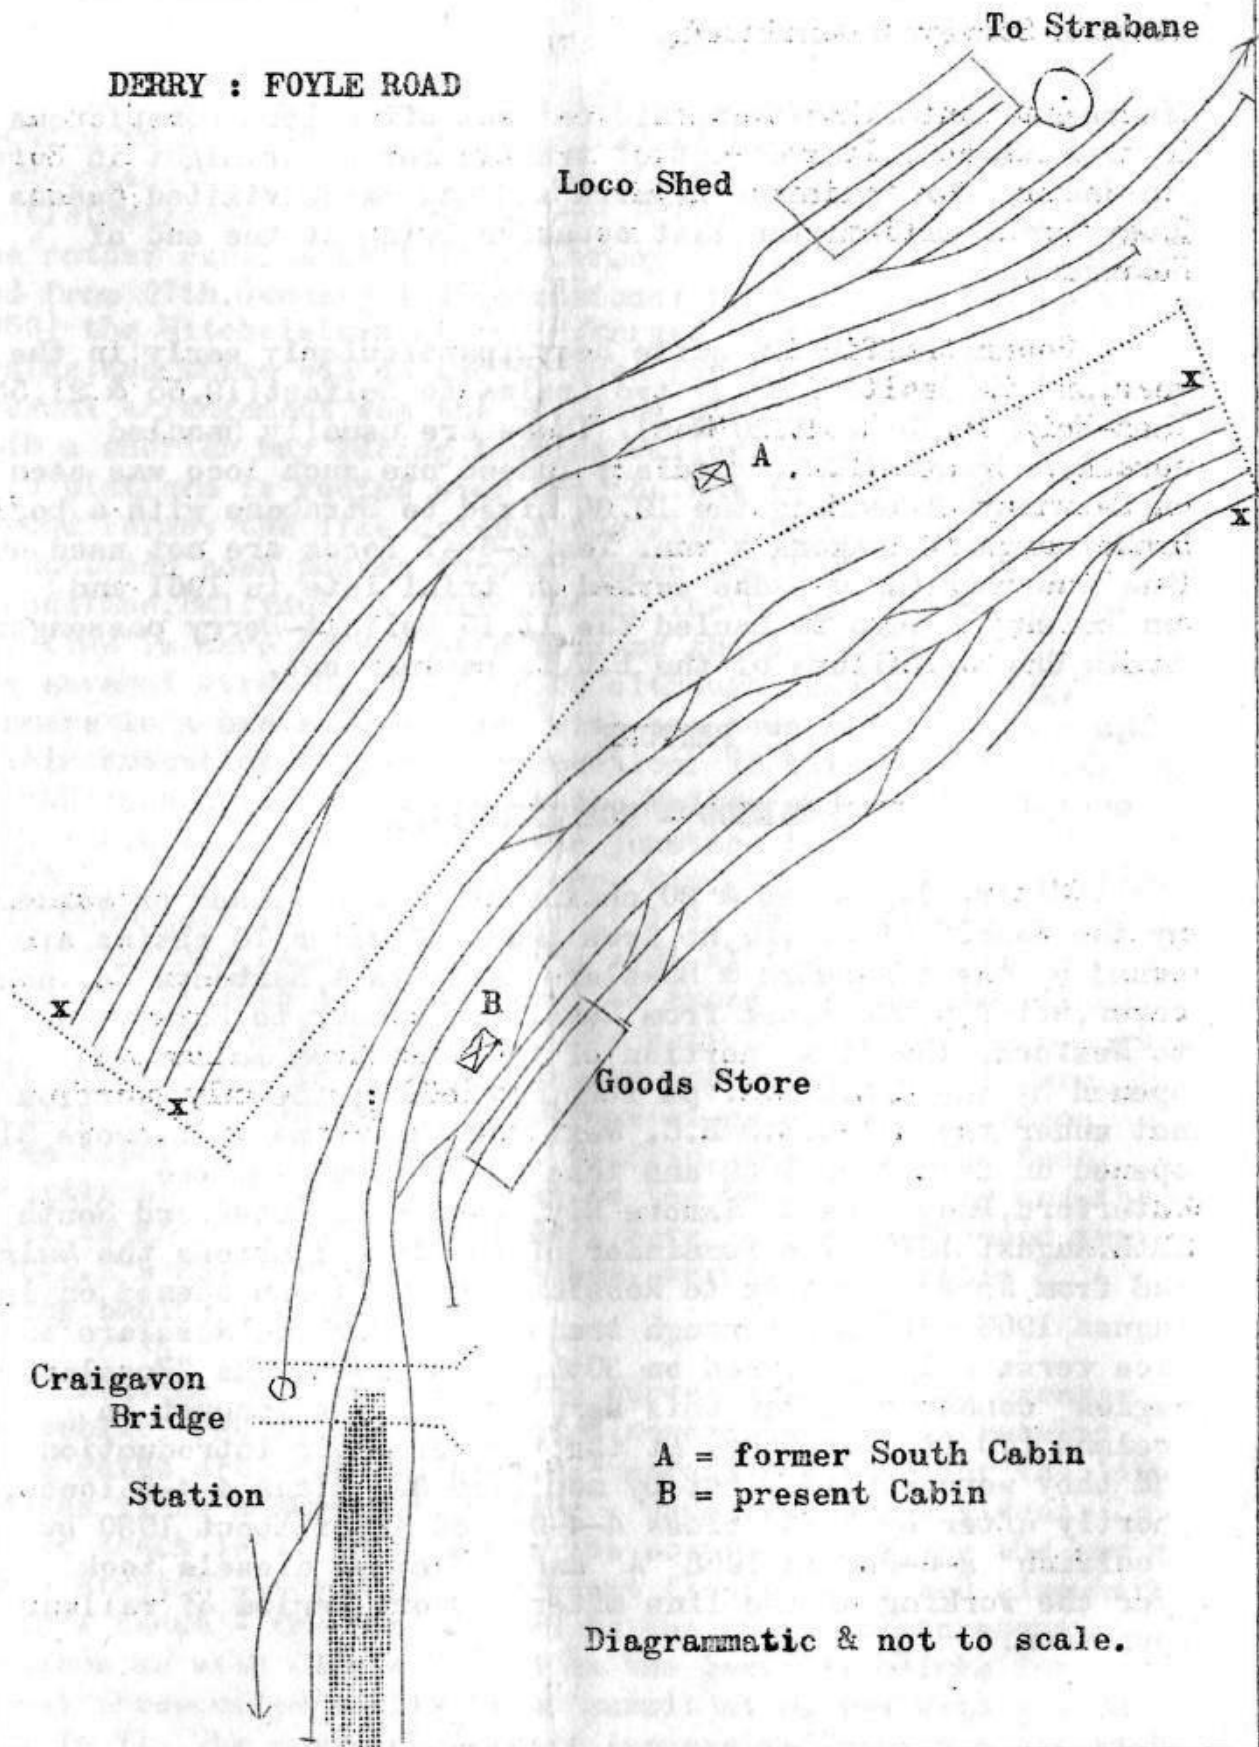 To Strabane
DERRY : FOYLE ROAD
Loco Shed
x
A
x
x
B
Goods Store
x
Craigavon
Bridge
A = former South Cabin
Station
B = present Cabin
Diagrammatic & not to scale.